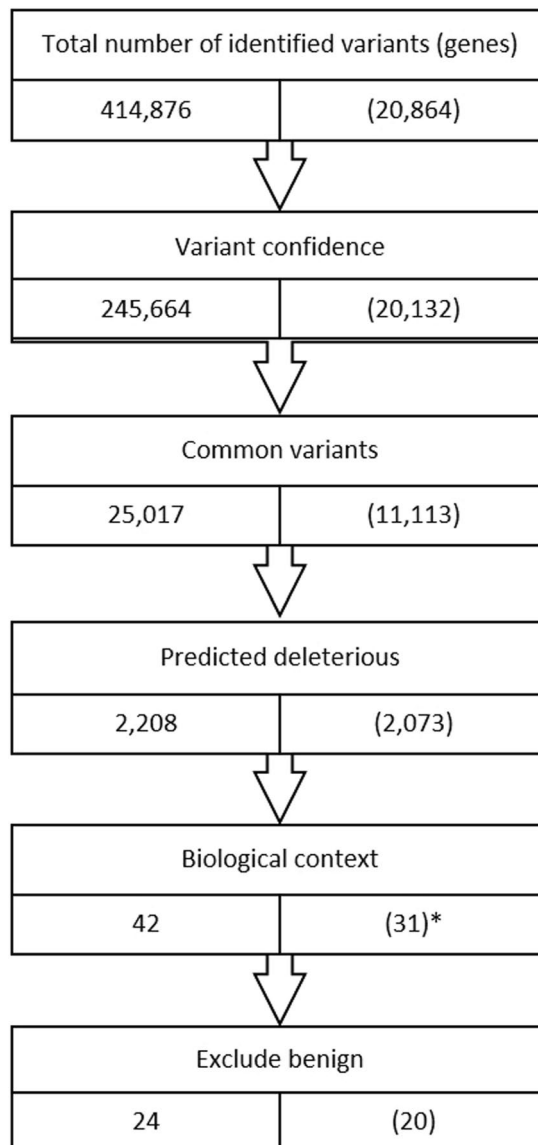 Total number of identified variants (genes)
414,876 (20,864)
Variant confidence
245,664 (20,132)
Common variants
25,017 (11,113)
Predicted deleterious
2,208 (2,073)
Biological context
42 (31)*
Exclude benign
24 (20)